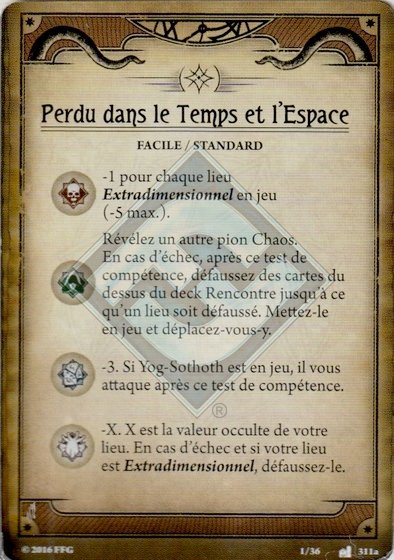 Perdu dans le Temps et l'Espace
FACILE / STANDARD
-1 pour chaque lieu
Extradimensionnel en jeu
(-5 max.).
Révélez un autre pion Chaos.
En cas d'échec, après ce test de
compétence, défaussez des cartes du
dessus du deck Rencontre jusqu'à ce
qu'un lieu soit défaussé. Mettez-le
en jeu et déplacez-vous-y.
-3. Si Yog-Sothoth est en jeu, il vous
attaque après ce test de compétence.
®
-X. X est la valeur occulte de votre
lieu. En cas d'échec et si votre lieu
est Extradimensionnel, défaussez-le.
© 2016 FFG
1/36
311a